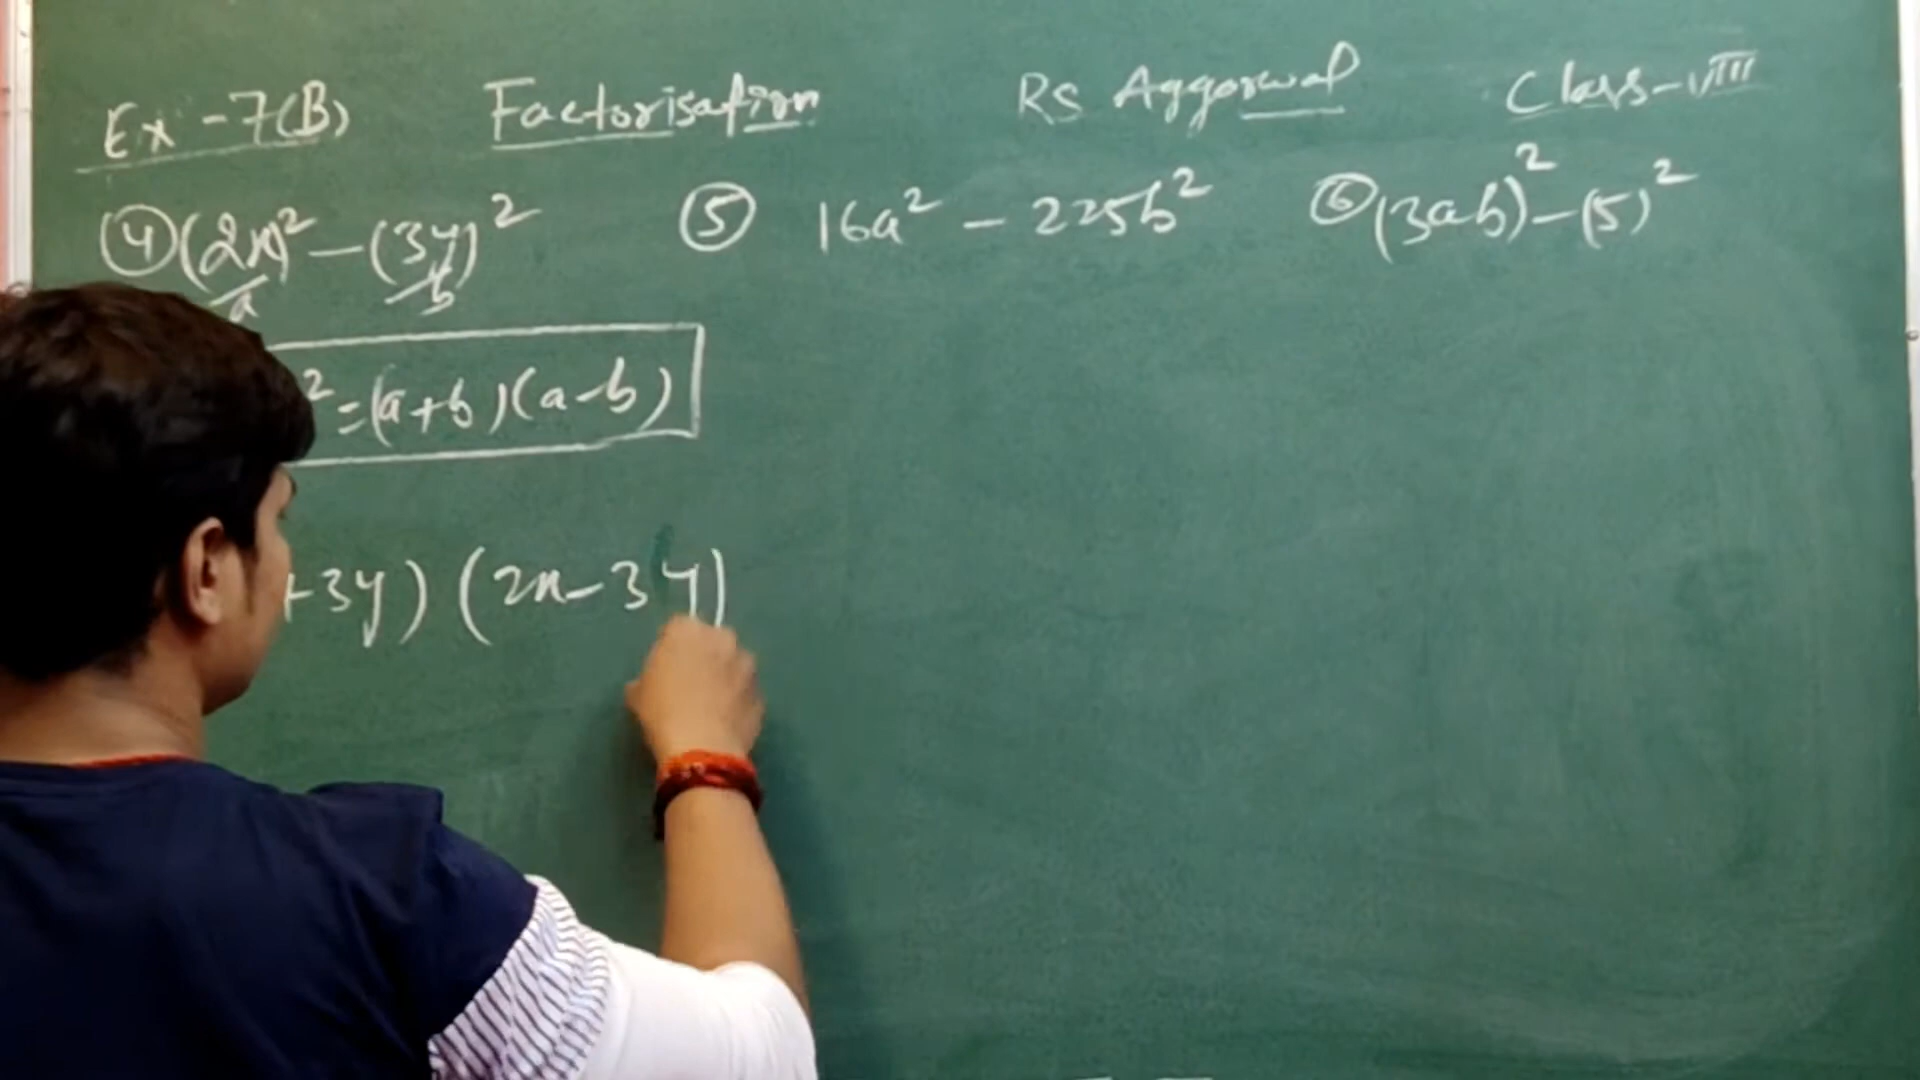 Ex - 7(B) Factorisation RS Aggarwal Class-VIII
④ (2x)² - (3y)² ⑤ 16a² - 225b² ⑥ (3ab)² - (5)²
a b
² = (a+b)(a-b)
+3y) (2x-3y)